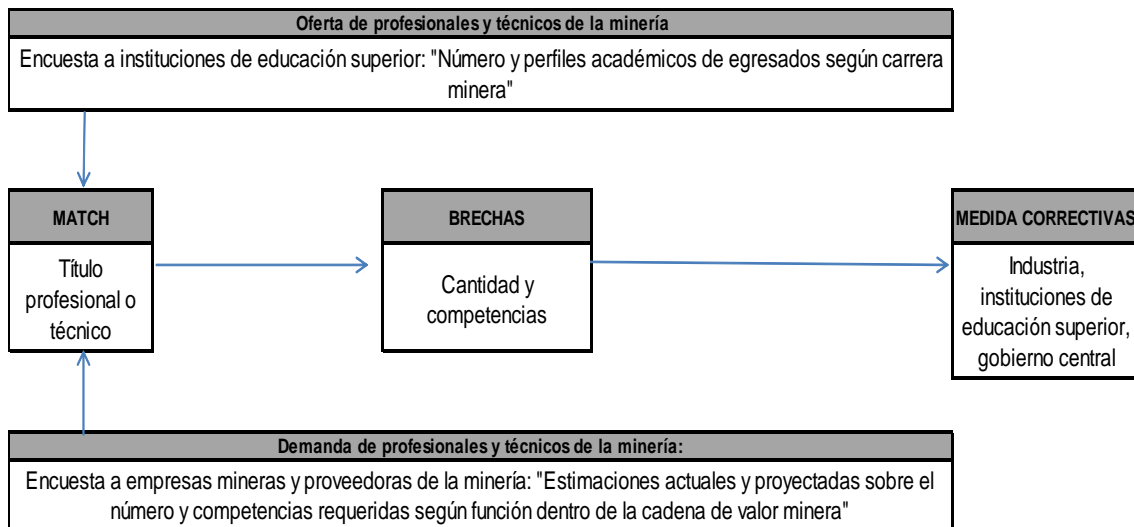 Oferta de profesionales y técnicos de la minería
Encuesta a instituciones de educación superior: "Número y perfiles académicos de egresados según carrera
minera"
MATCH
Título
profesional o
técnico
BRECHAS
Cantidad y
competencias
MEDIDA CORRECTIVAS
Industria,
instituciones de
educación superior,
gobierno central
Demanda de profesionales y técnicos de la minería:
Encuesta a empresas mineras y proveedoras de la minería: "Estimaciones actuales y proyectadas sobre el
número y competencias requeridas según función dentro de la cadena de valor minera"